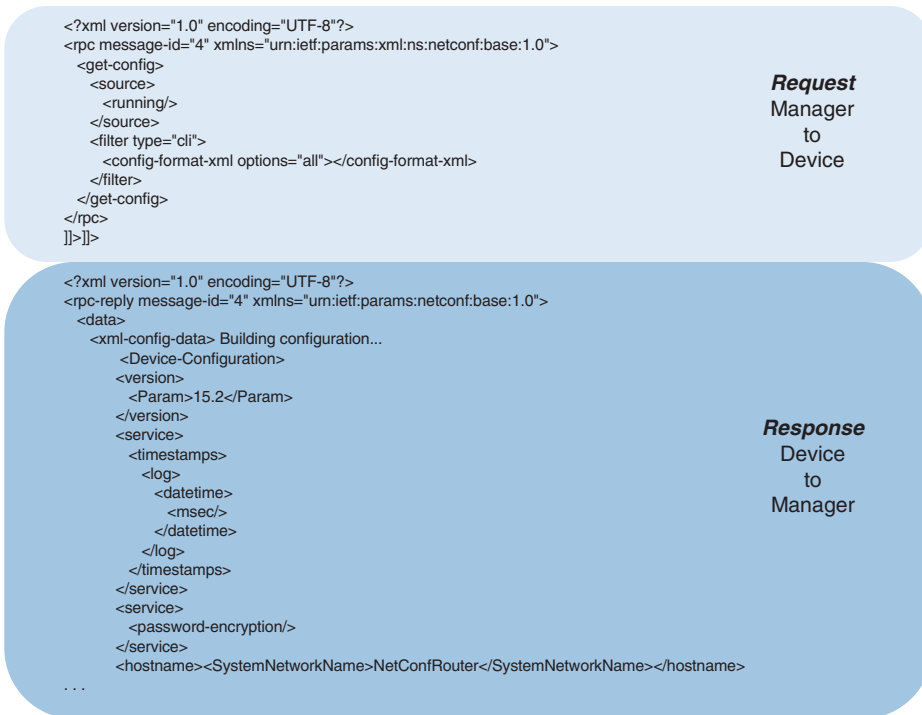 <?xml version="1.0" encoding="UTF-8"?>
<rpc message-id="4" xmlns="urn:ietf:params:xml:ns:netconf:base:1.0">
<get-config>
<source>
<running/>
</source>
<filter type="cli">
<config-format-xml options="all"></config-format-xml>
</filter>
</get-config>
</rpc>
]]>]]>
Request
Manager
to
Device
<?xml version="1.0" encoding="UTF-8"?>
<rpc-reply message-id="4" xmlns="urn:ietf:params:netconf:base:1.0">
<data>
<xml-config-data> Building configuration...
<Device-Configuration>
<version>
<Param>15.2</Param>
</version>
<service>
<timestamps>
<log>
<datetime>
<msec/>
</datetime>
</log>
</timestamps>
</service>
<service>
<password-encryption/>
</service>
<hostname><SystemNetworkName>NetConfRouter</SystemNetworkName></hostname>
. . .
Response
Device
to
Manager